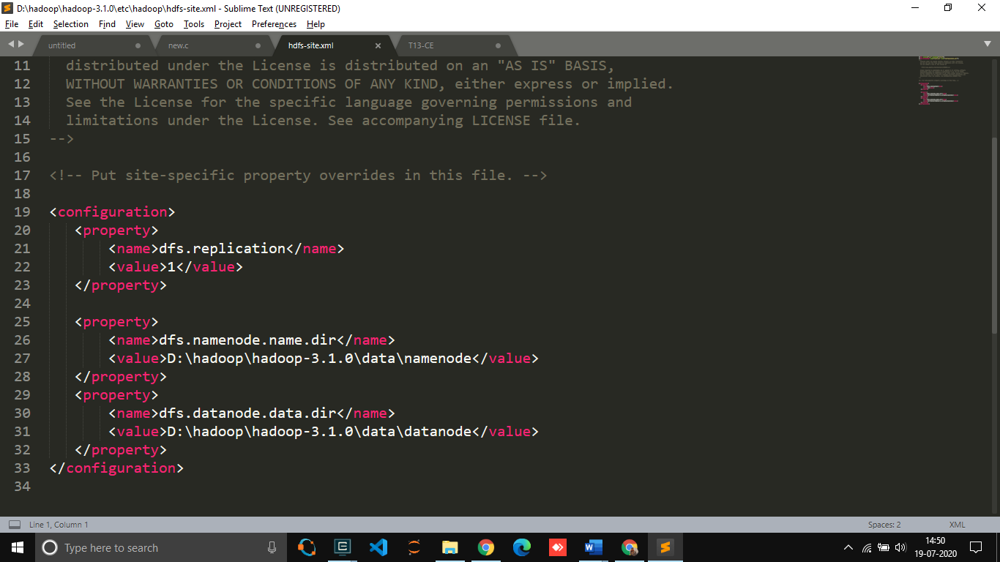 D:\hadoop\hadoop-3.1.0\etc\hadoop\hdfs-site.xml - Sublime Text (UNREGISTERED)
File Edit Selection Find View Goto Tools Project Preferences Help
untitled new.c hdfs-site.xml T13-CE
11 distributed under the License is distributed on an "AS IS" BASIS,
12 WITHOUT WARRANTIES OR CONDITIONS OF ANY KIND, either express or implied.
13 See the License for the specific language governing permissions and
14 limitations under the License. See accompanying LICENSE file.
15 -->
16
17 <!-- Put site-specific property overrides in this file. -->
18
19 <configuration>
20 <property>
21 <name>dfs.replication</name>
22 <value>1</value>
23 </property>
24
25 <property>
26 <name>dfs.namenode.name.dir</name>
27 <value>D:\hadoop\hadoop-3.1.0\data\namenode</value>
28 </property>
29 <property>
30 <name>dfs.datanode.data.dir</name>
31 <value>D:\hadoop\hadoop-3.1.0\data\datanode</value>
32 </property>
33 </configuration>
34
Line 1, Column 1 Spaces: 2 XML
Type here to search
14:50
19-07-2020